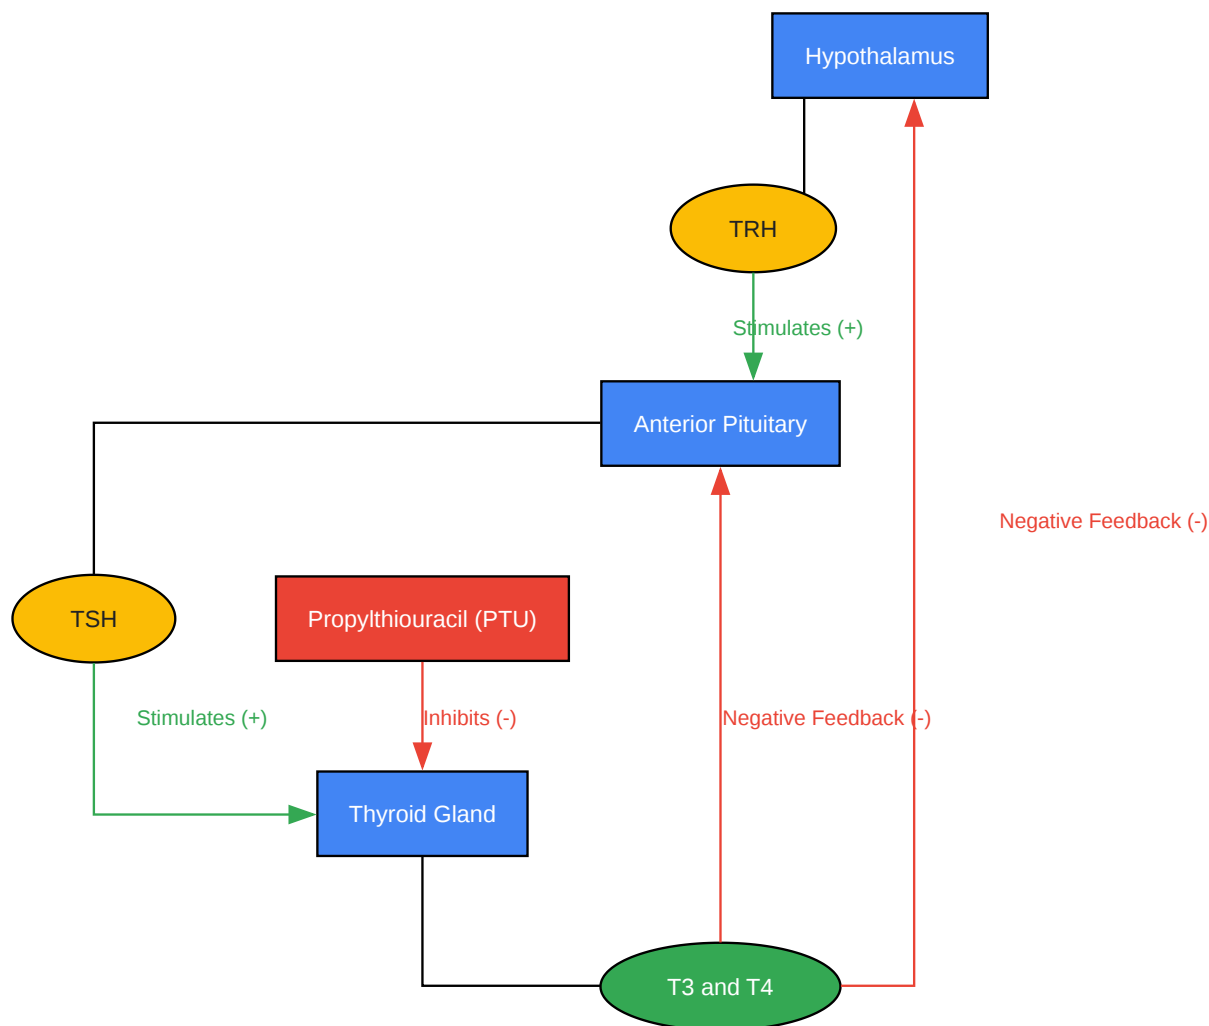 Hypothalamus
TRH
Stimulates (+)
Anterior Pituitary
Negative Feedback (-)
TSH
Propylthiouracil (PTU)
Stimulates (+)
Inhibits (-)
Negative Feedback (-)
Thyroid Gland
T3 and T4